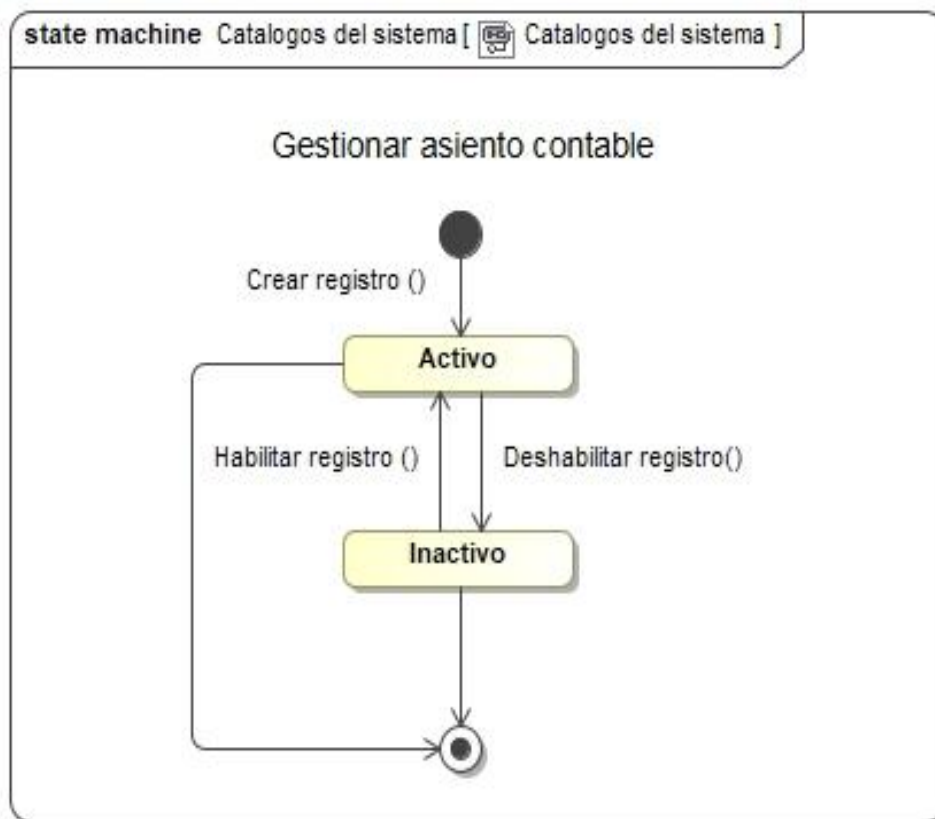 state machine Catalogos del sistema [ Catalogos del sistema ]
Gestionar asiento contable
Crear registro ()
Activo
Habilitar registro ()
Deshabilitar registro()
Inactivo